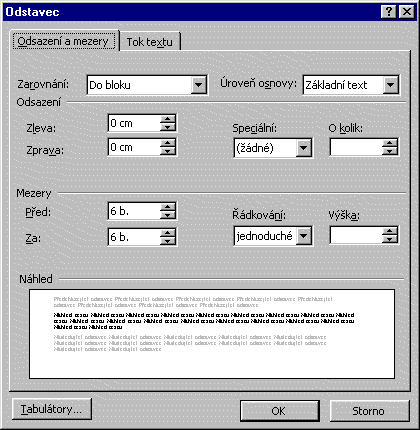 Odstavec
Odsazení a mezery
Tok textu
Zarovnání: Do bloku Úroveň osnovy: Základní text
Odsazení
Zleva: 0 cm Speciální: O kolik:
Zprava: 0 cm (žádné)
Mezery
Před: 6 b. Řádkování: Výška:
Za: 6 b. jednoduché
Náhled
Tabulátory... OK Storno